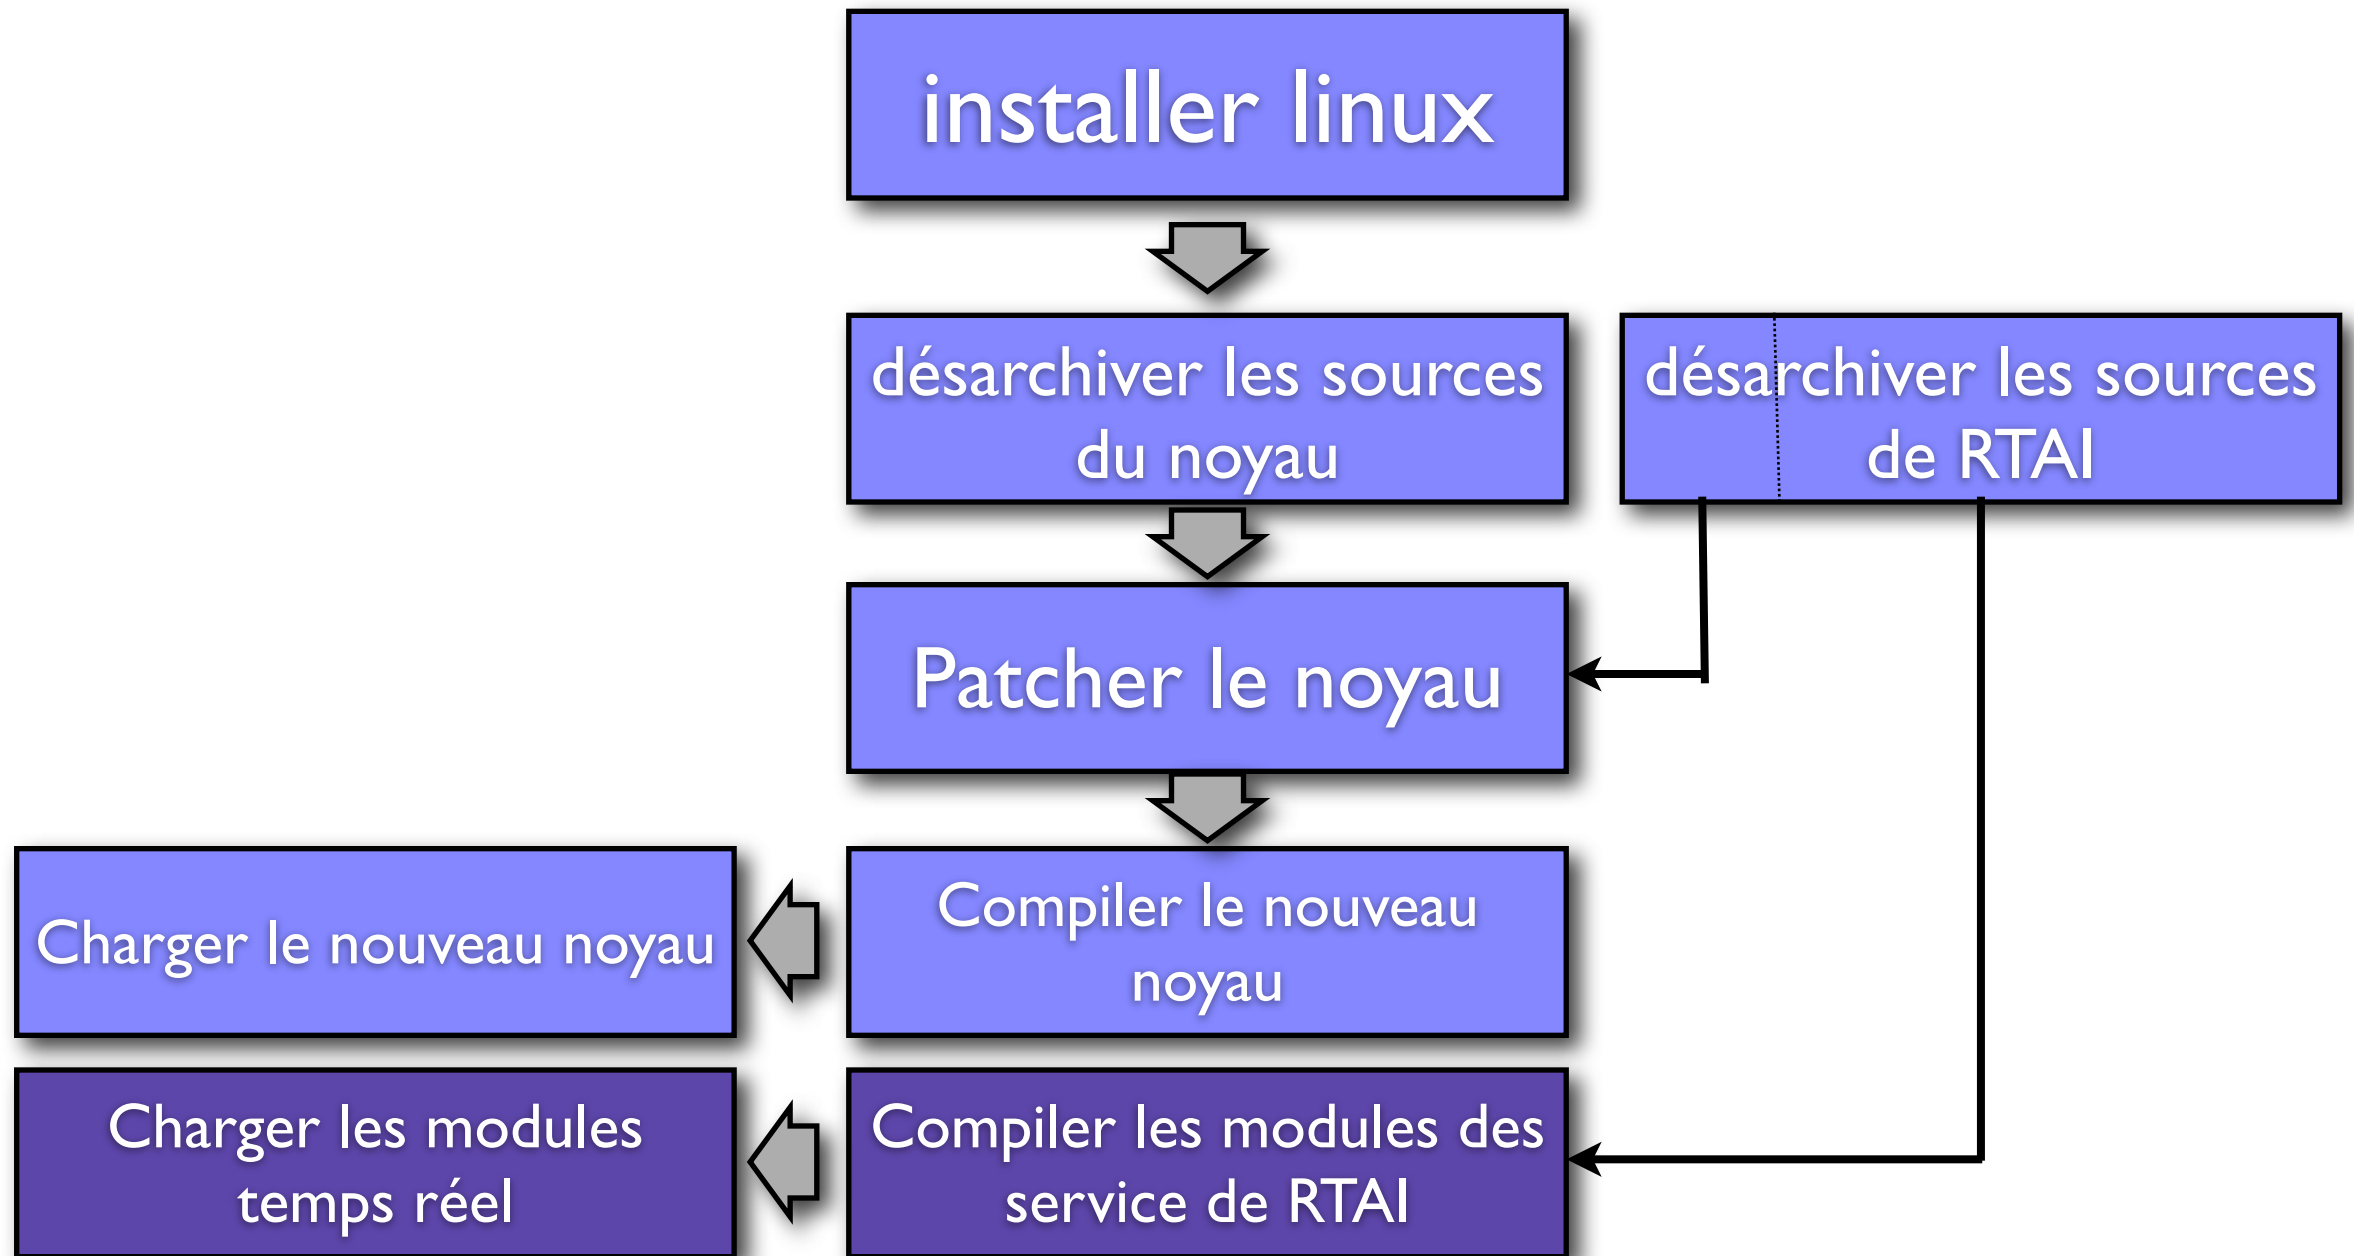 installer linux
désarchiver les sources
du noyau
désarchiver les sources
de RTAI
Patcher le noyau
Charger le nouveau noyau
Compiler le nouveau
noyau
Charger les modules
temps réel
Compiler les modules des
service de RTAI